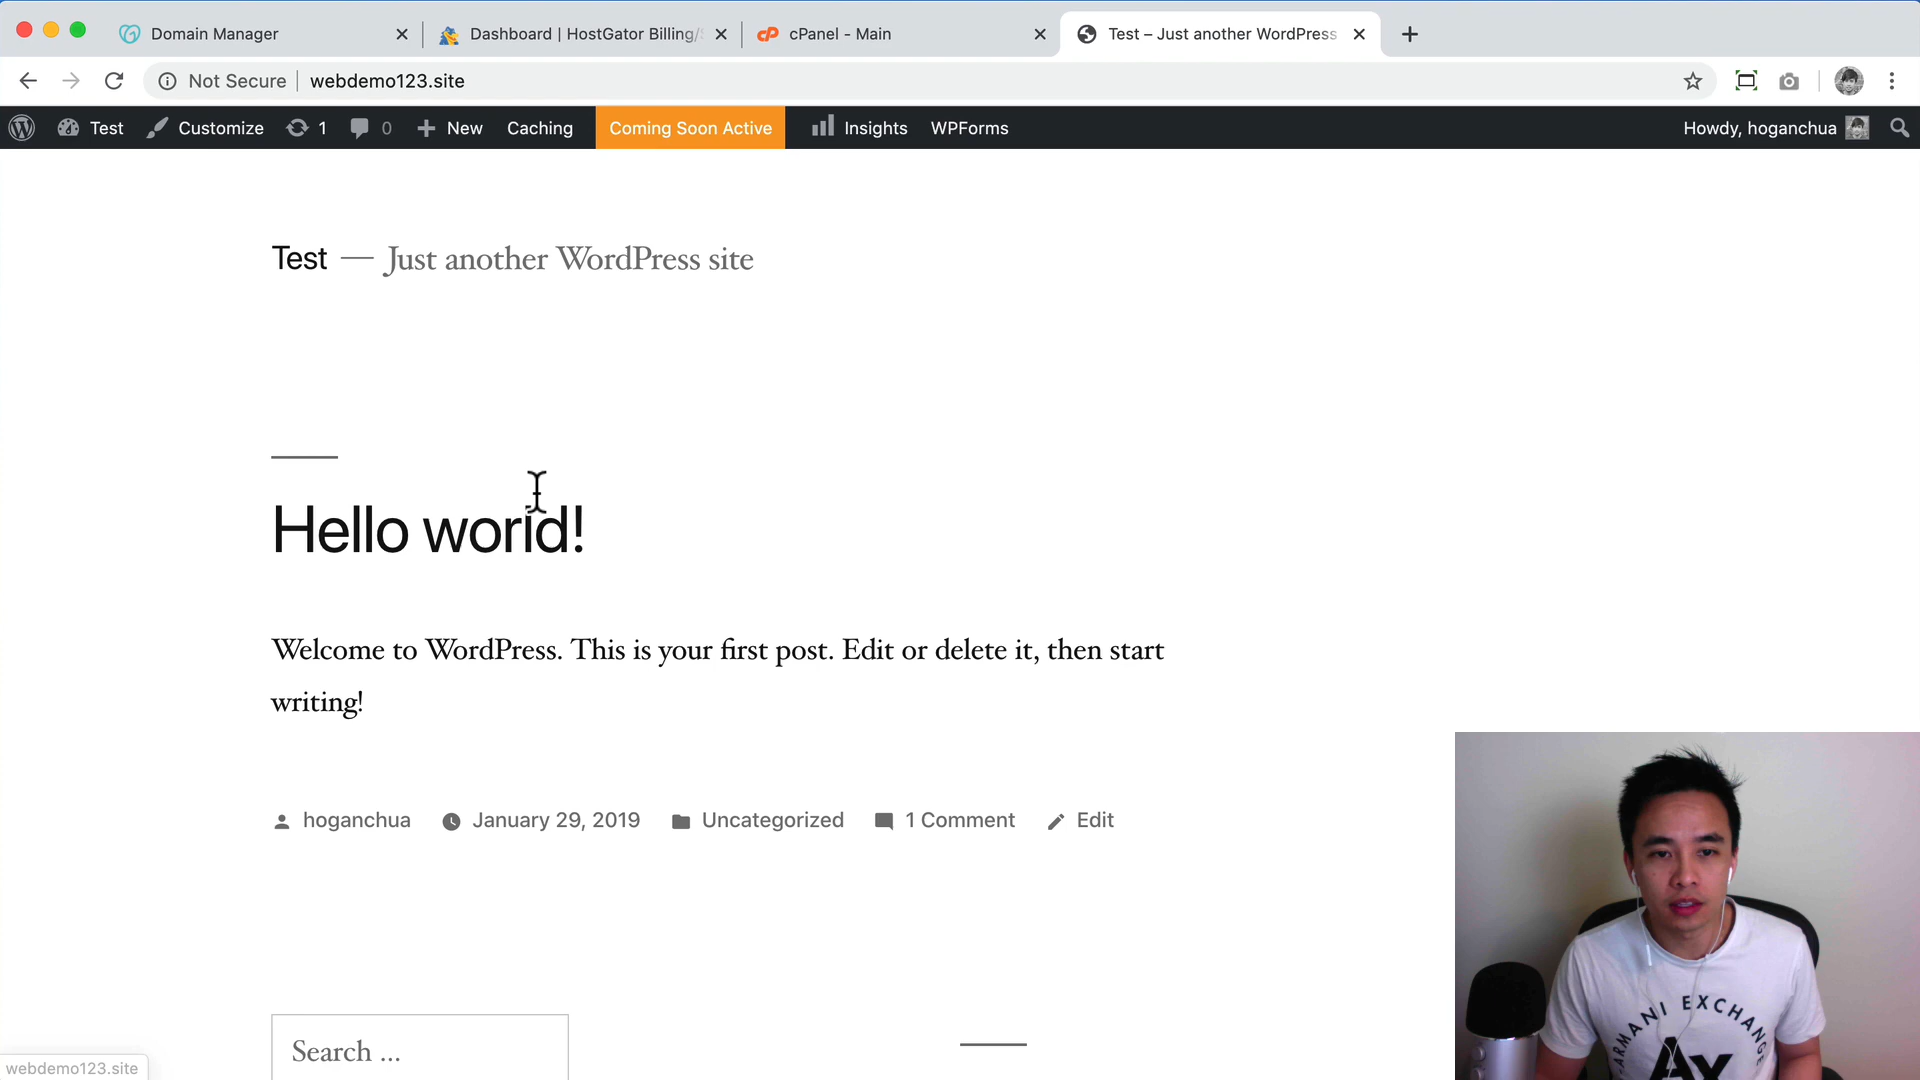 Domain Manager
Dashboard | HostGator Billing/
cPanel - Main
Test – Just another WordPress
Not Secure
webdemo123.site
Test
Customize
1
0
New
Caching
Coming Soon Active
Insights
WPForms
Howdy, hoganchua
Test — Just another WordPress site
Hello world!
Welcome to WordPress. This is your first post. Edit or delete it, then start
writing!
hoganchua
January 29, 2019
Uncategorized
1 Comment
Edit
Search ...
webdemo123.site
ARMANI EXCHANGE
A|X